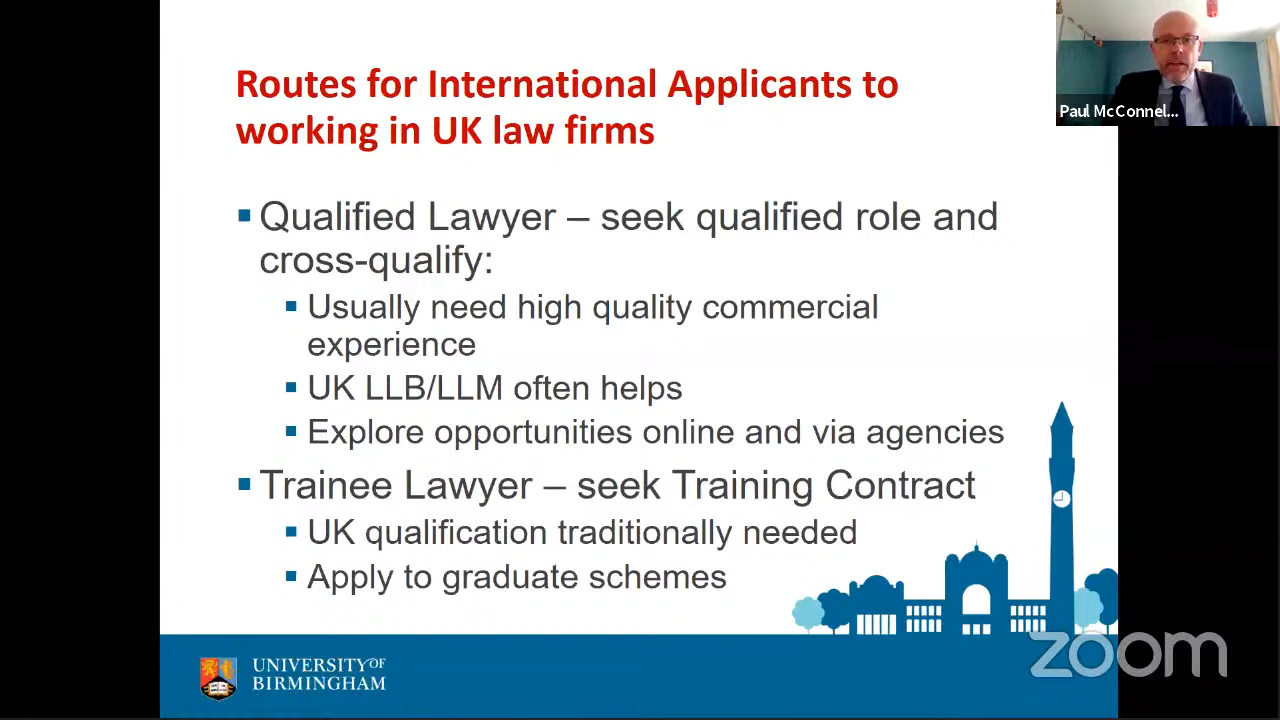 Routes for International Applicants to
working in UK law firms
Paul McConnel...
Qualified Lawyer – seek qualified role and
cross-qualify:
Usually need high quality commercial
experience
UK LLB/LLM often helps
Explore opportunities online and via agencies
Trainee Lawyer – seek Training Contract
UK qualification traditionally needed
Apply to graduate schemes
UNIVERSITY OF
BIRMINGHAM
zoom